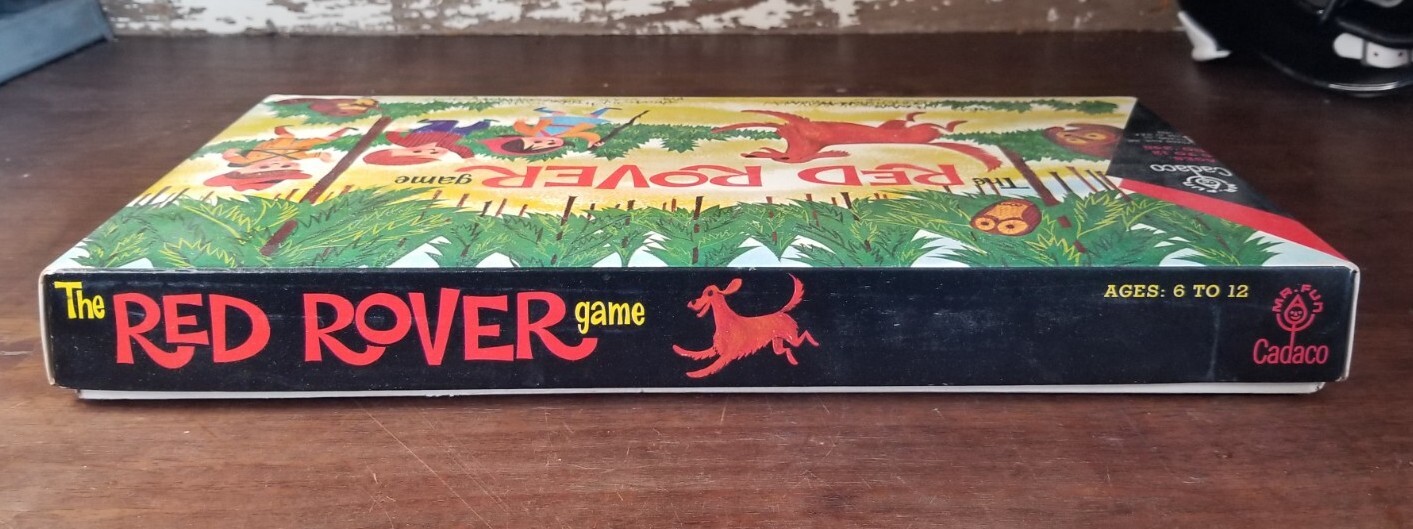 The RED ROVER game
Cadaco
The RED ROVER game
AGES: 6 TO 12
MR. FUN
Cadaco